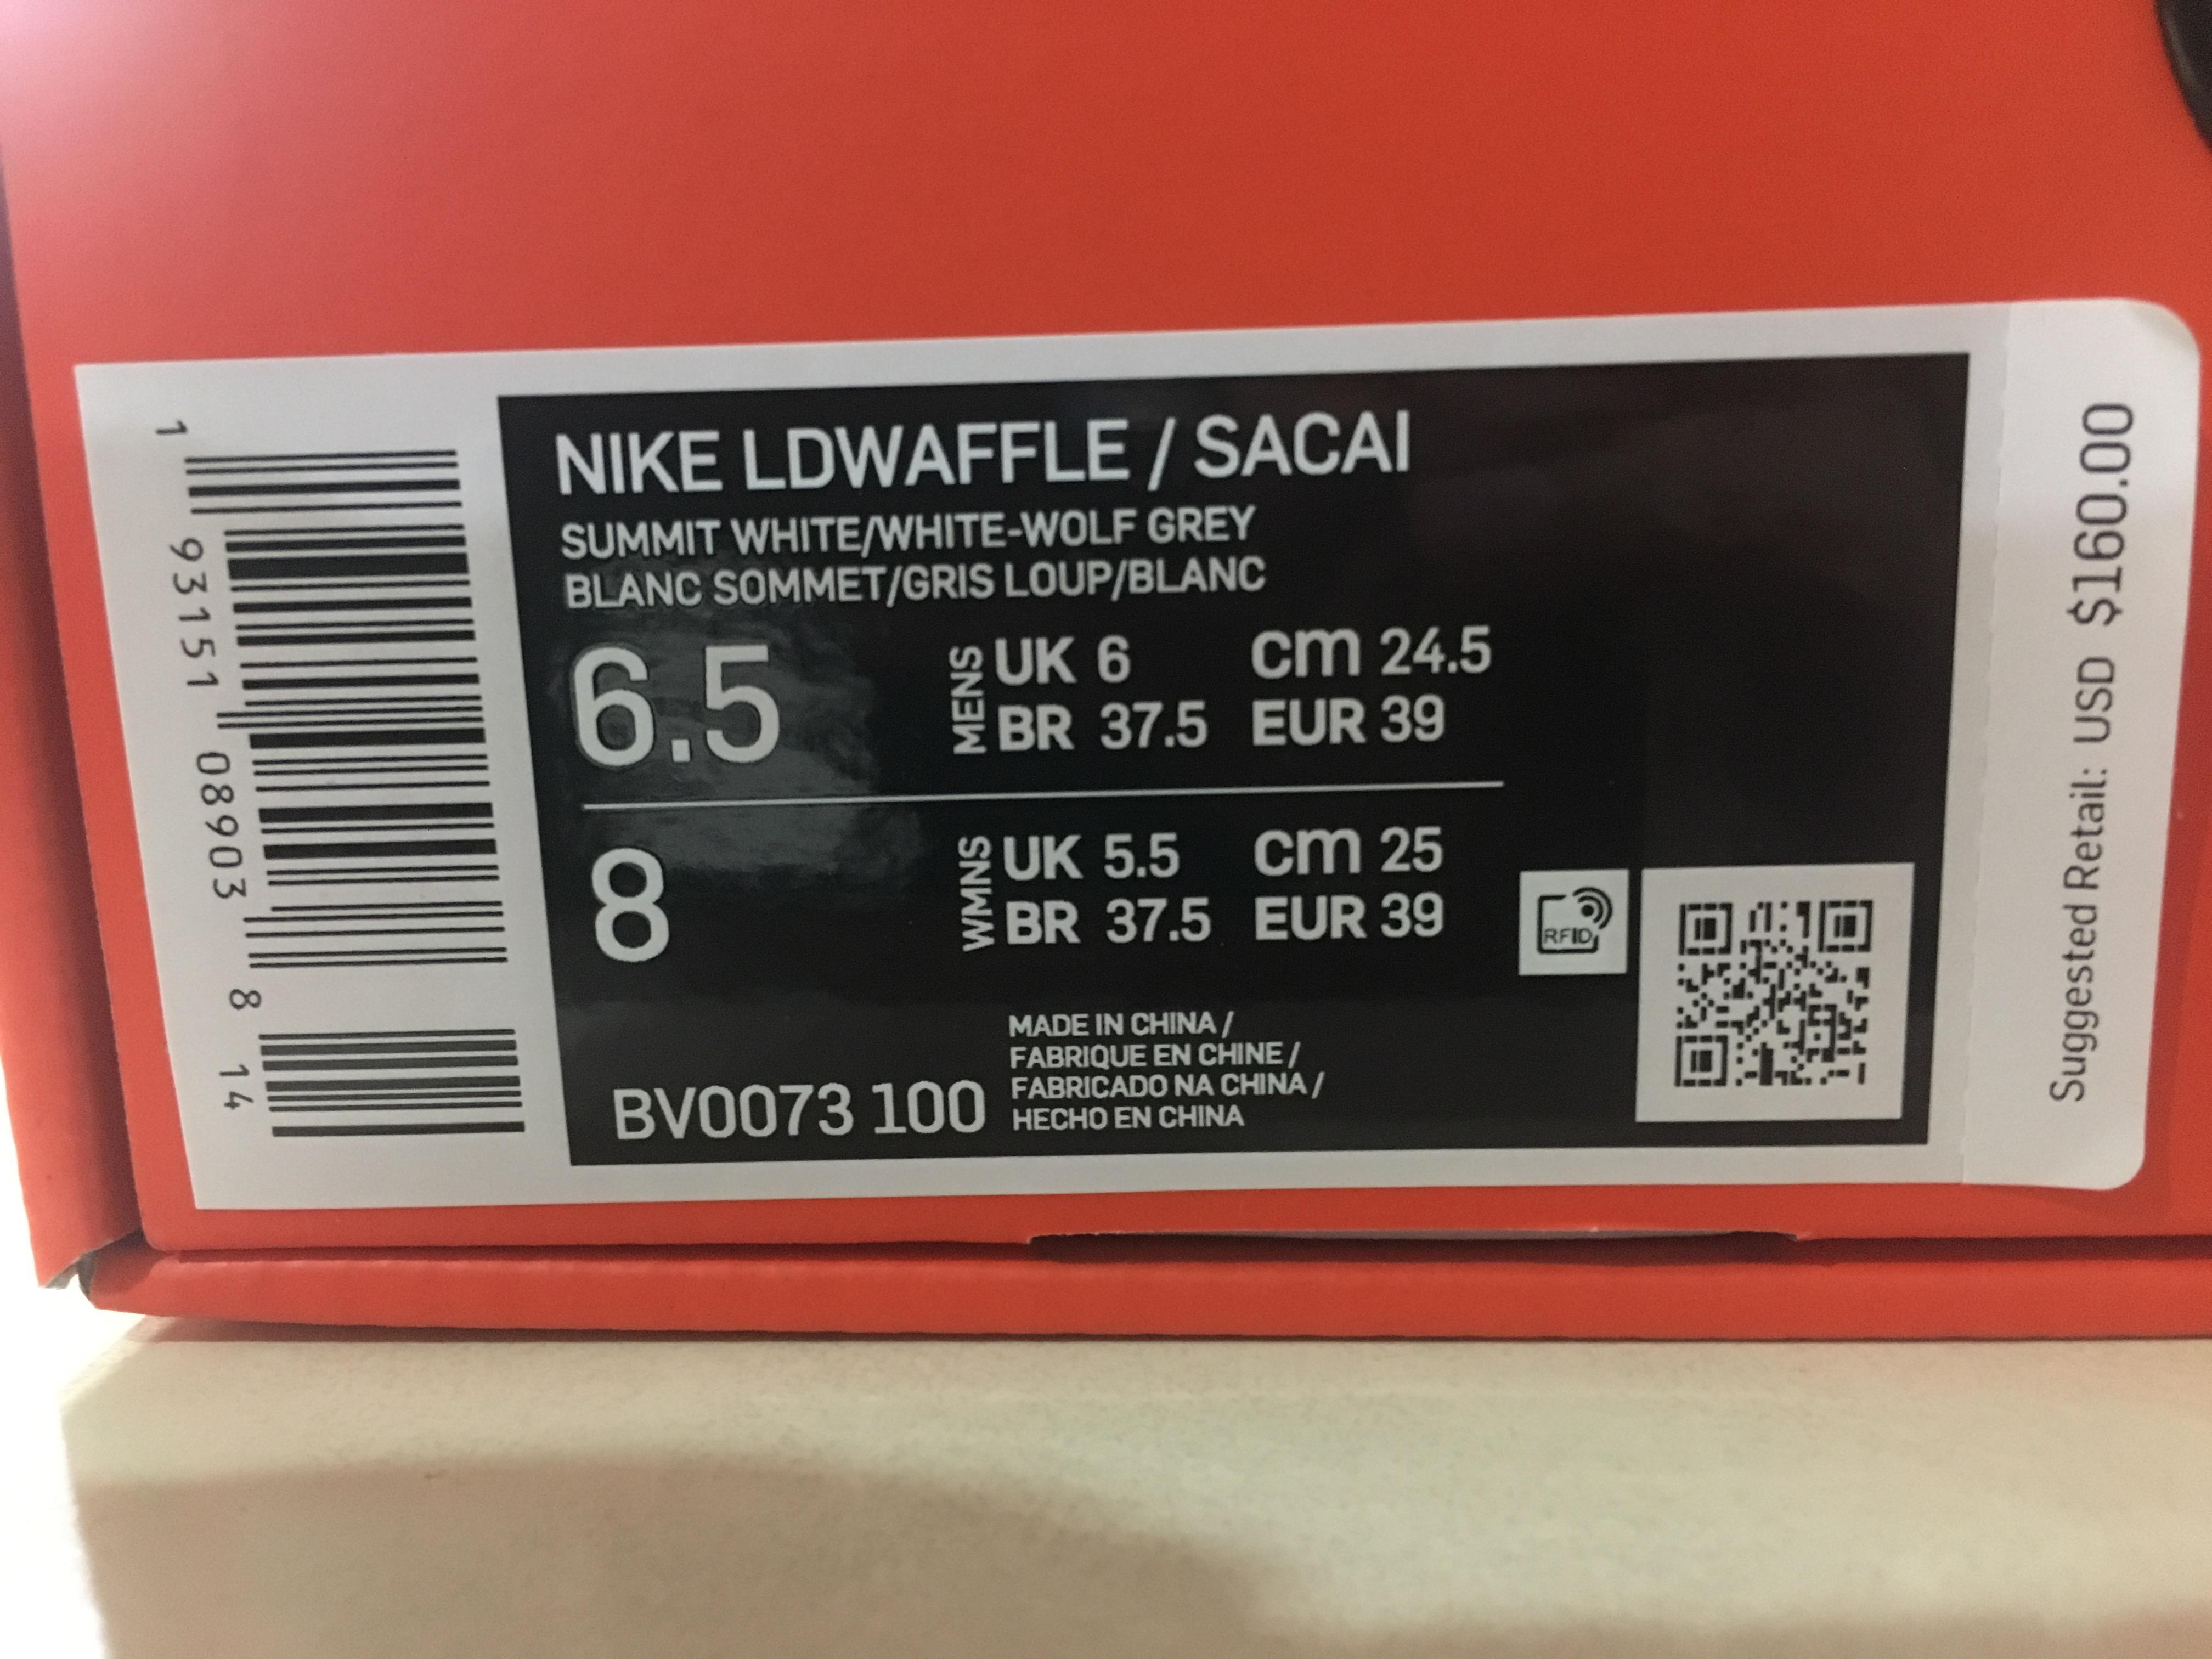 NIKE LDWAFFLE / SACAI
SUMMIT WHITE/WHITE-WOLF GREY
BLANC SOMMET/GRIS LOUP/BLANC
6.5
MENS
UK 6 cm 24.5
BR 37.5 EUR 39
8
WMNS
UK 5.5 cm 25
BR 37.5 EUR 39
RFID
BV0073 100
MADE IN CHINA /
FABRIQUE EN CHINE /
FABRICADO NA CHINA /
HECHO EN CHINA
1 93151 08903 8 14
Suggested Retail: USD $160.00